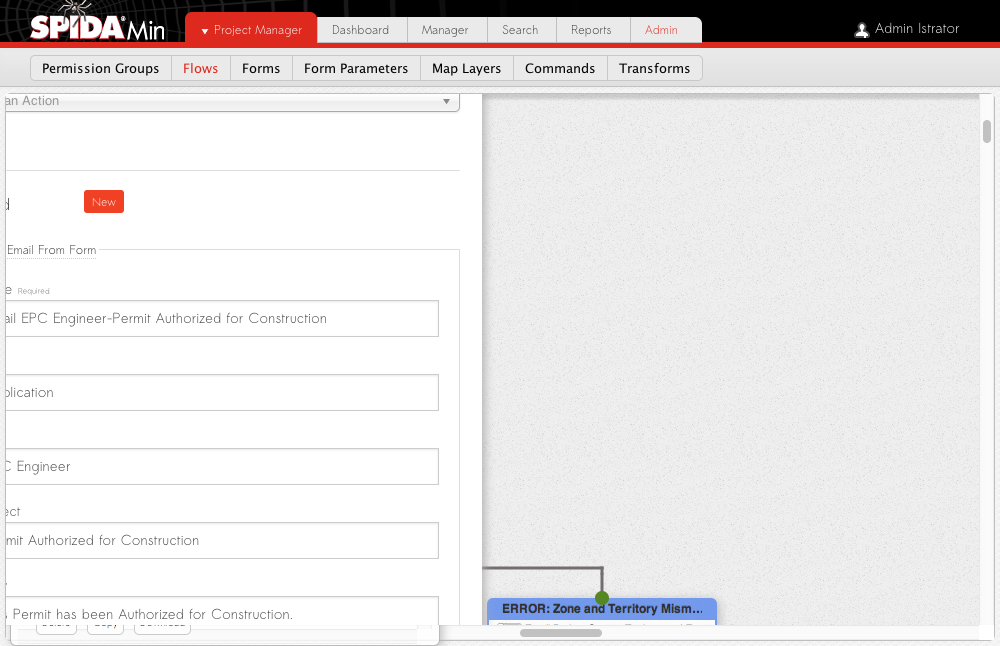 SPIDAMin
Project Manager
Dashboard
Manager
Search
Reports
Admin
Admin Istrator
Permission Groups
Flows
Forms
Form Parameters
Map Layers
Commands
Transforms
an Action
New
Email From Form
e Required
ail EPC Engineer-Permit Authorized for Construction
plication
C Engineer
ect
mit Authorized for Construction
Permit has been Authorized for Construction.
ERROR: Zone and Territory Mism...